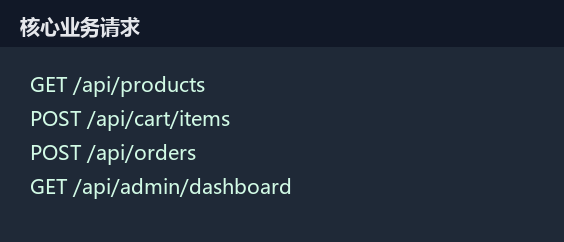 核心业务请求
GET /api/products
POST /api/cart/items
POST /api/orders
GET /api/admin/dashboard